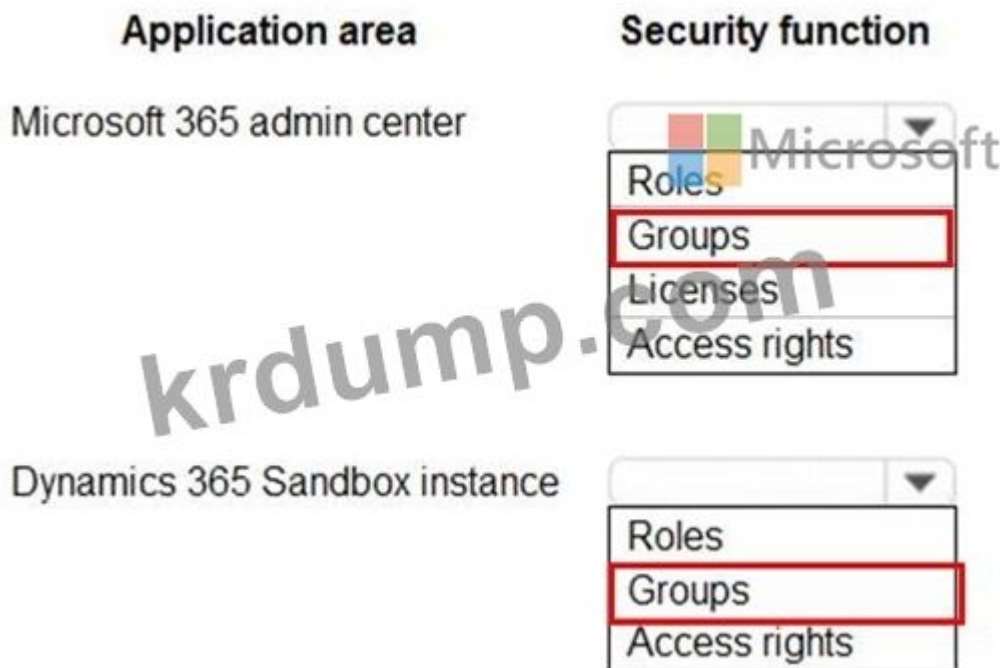 Application area Security function
Microsoft 365 admin center
Microsoft
Roles
Groups
Licenses
Access rights
krdump.com
Dynamics 365 Sandbox instance
Roles
Groups
Access rights